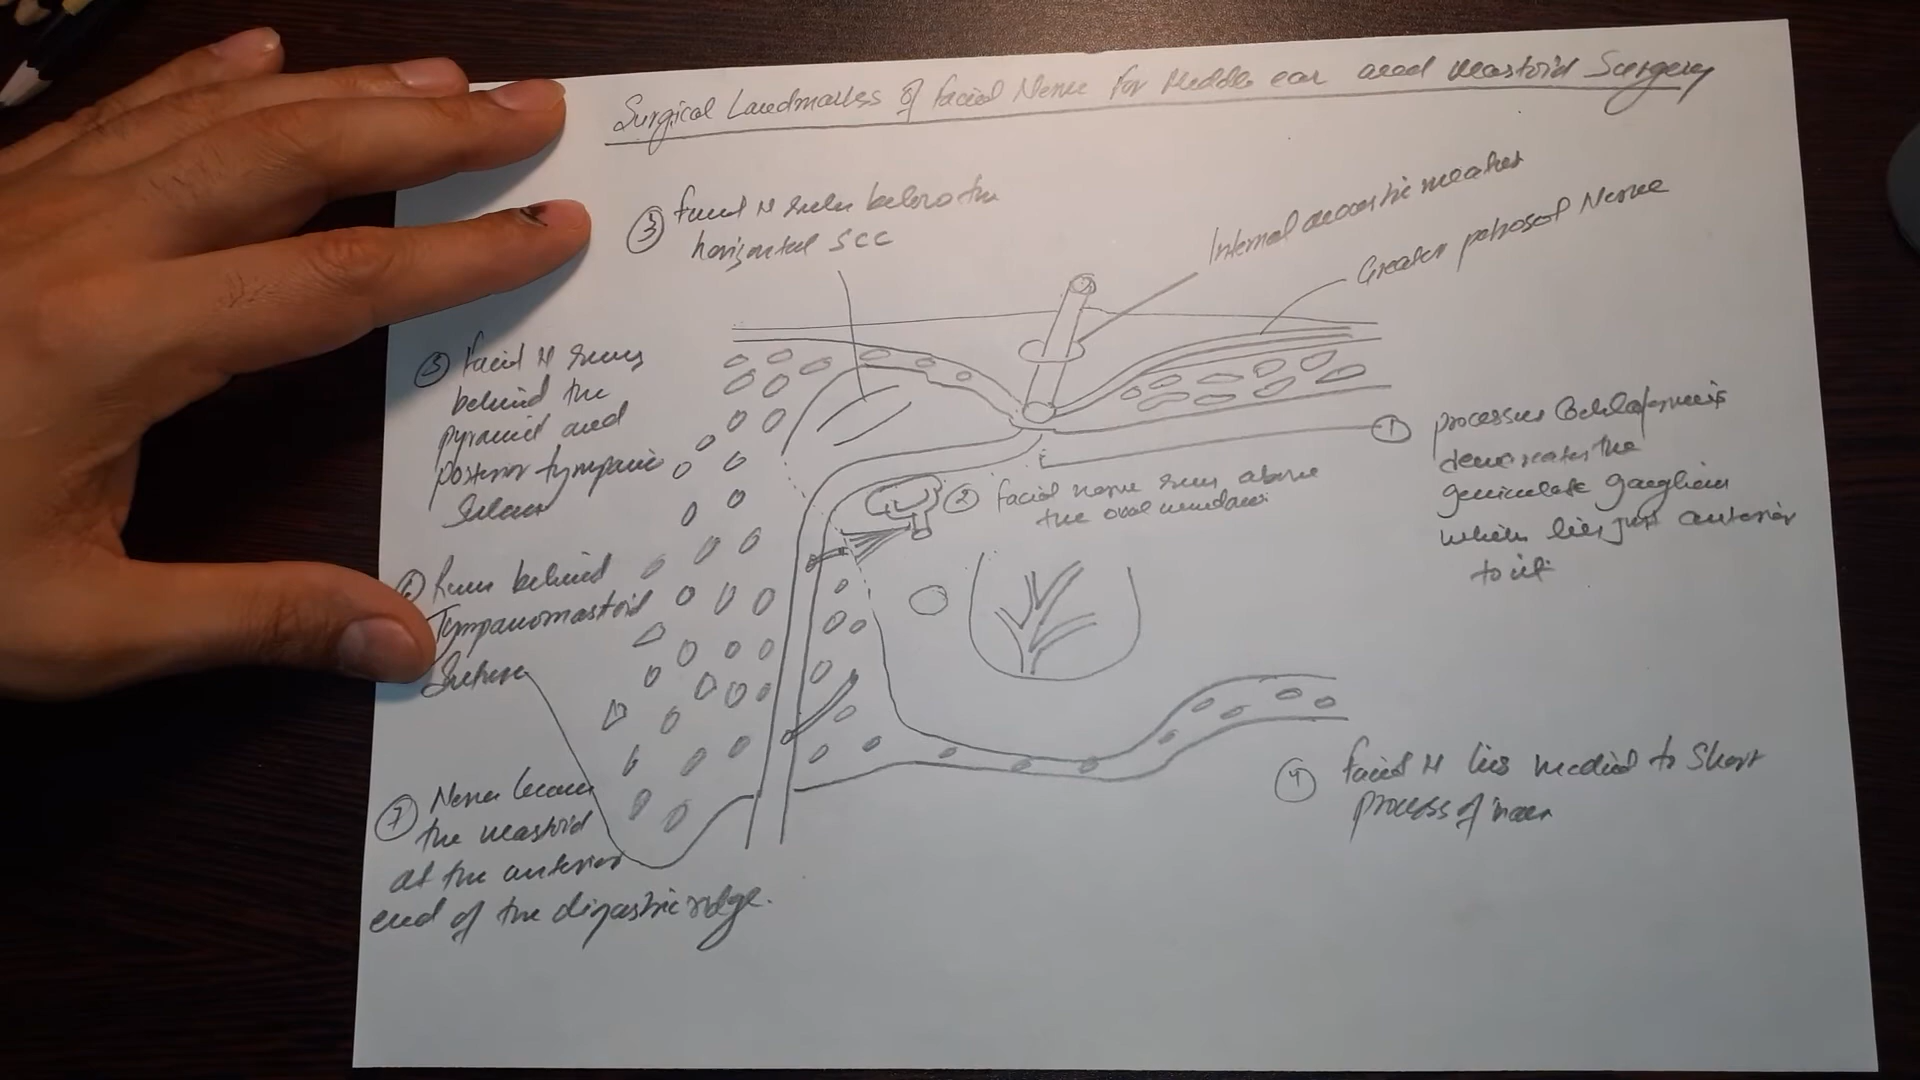 Surgical Landmarks of facial Nerve for Middle ear and Mastoid Surgery
③ facial N runs below the
horizontal SCC
Internal acoustic meatus
Greater petrosal Nerve
⑤ facial N runs
behind the
pyramid and
posterior tympanic
① processus Cochleaformis
demarcates the
geniculate ganglion
which lies just anterior
to it
② facial nerve runs above
the oval window
⑥ Runs behind
Tympanomastoid
Suture
④ facial N lies medial to Short
process of
⑦ Nerve leaves
the mastoid
at the anterior
end of the digastric ridge.